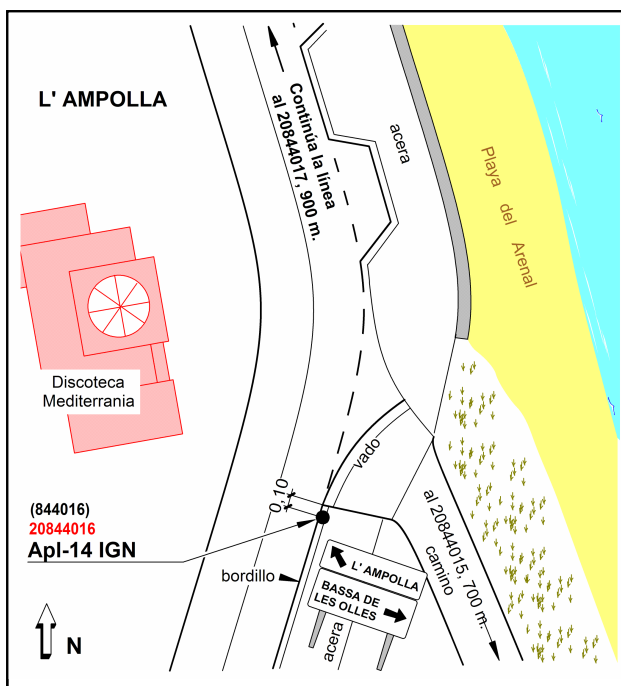 L' AMPOLLA
Continúa la línea
al 20844017, 900 m.
acera
Playa del Arenal
Discoteca
Mediterrania
vado
0,10
(844016)
20844016
Apl-14 IGN
bordillo
L' AMPOLLA
BASSA DE
LES OLLES
acera
al 20844015, 700 m.
camino
N